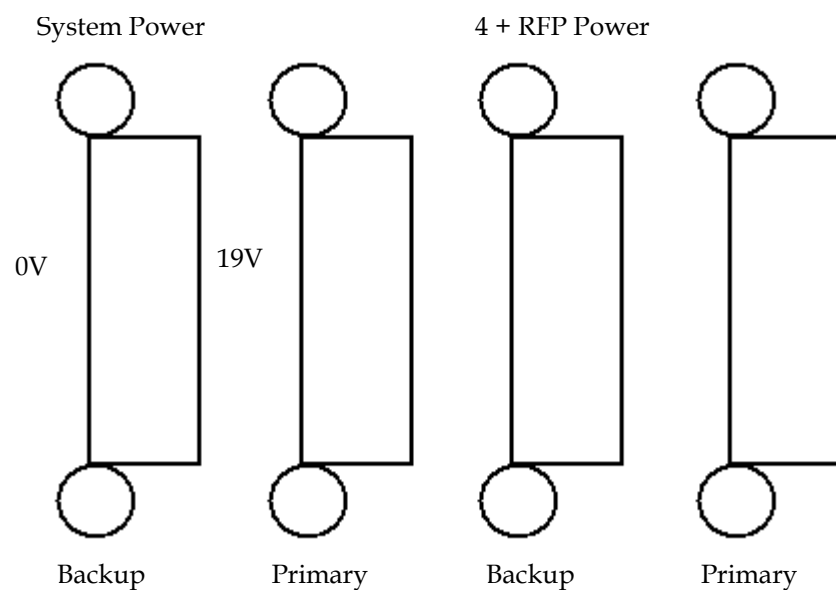 System Power
4 + RFP Power
0V
19V
Backup
Primary
Backup
Primary